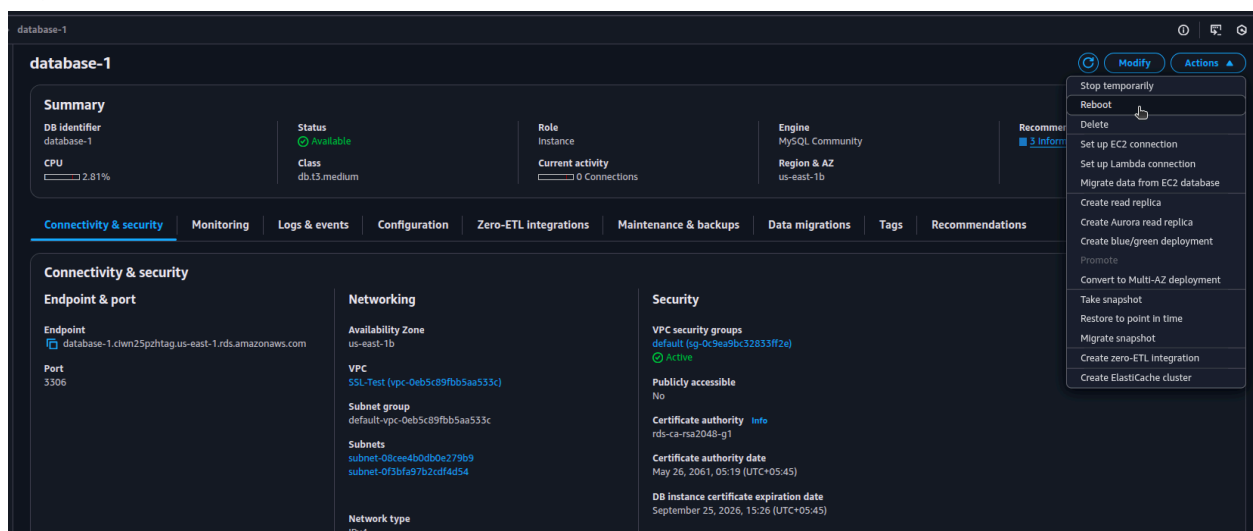 database-1
database-1
Modify
Actions
Stop temporarily
Reboot
Delete
Set up EC2 connection
Set up Lambda connection
Migrate data from EC2 database
Create read replica
Create Aurora read replica
Create blue/green deployment
Promote
Convert to Multi-AZ deployment
Take snapshot
Restore to point in time
Migrate snapshot
Create zero-ETL integration
Create ElastiCache cluster
Summary
DB identifier
database-1
Status
Available
Role
Instance
Engine
MySQL Community
Recommen
3 Inform
CPU
2.81%
Class
db.t3.medium
Current activity
0 Connections
Region & AZ
us-east-1b
Connectivity & security
Monitoring
Logs & events
Configuration
Zero-ETL integrations
Maintenance & backups
Data migrations
Tags
Recommendations
Connectivity & security
Endpoint & port
Endpoint
database-1.ciwn25pzhtag.us-east-1.rds.amazonaws.com
Port
3306
Networking
Availability Zone
us-east-1b
VPC
SSL-Test (vpc-0eb5c89fbb5aa533c)
Subnet group
default-vpc-0eb5c89fbb5aa533c
Subnets
subnet-08cee4b0db0e279b9
subnet-0f3bfa97b2cdf4d54
Network type
Security
VPC security groups
default (sg-0c9ea9bc32833ff2e)
Active
Publicly accessible
No
Certificate authority Info
rds-ca-rsa2048-g1
Certificate authority date
May 26, 2061, 05:19 (UTC+05:45)
DB instance certificate expiration date
September 25, 2026, 15:26 (UTC+05:45)